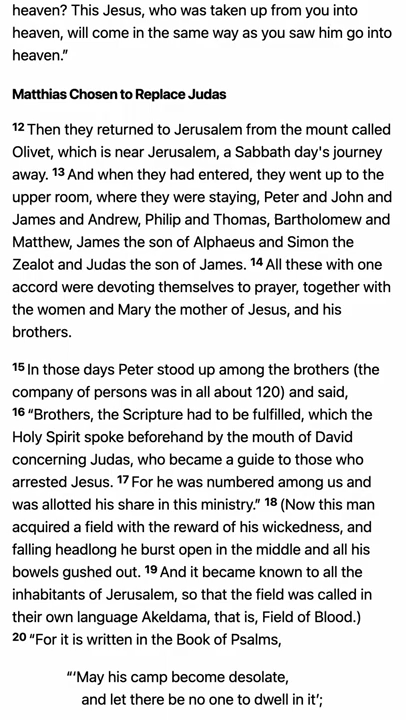 heaven? This Jesus, who was taken up from you into
heaven, will come in the same way as you saw him go into
heaven.”
Matthias Chosen to Replace Judas
12 Then they returned to Jerusalem from the mount called
Olivet, which is near Jerusalem, a Sabbath day's journey
away. 13 And when they had entered, they went up to the
upper room, where they were staying, Peter and John and
James and Andrew, Philip and Thomas, Bartholomew and
Matthew, James the son of Alphaeus and Simon the
Zealot and Judas the son of James. 14 All these with one
accord were devoting themselves to prayer, together with
the women and Mary the mother of Jesus, and his
brothers.
15 In those days Peter stood up among the brothers (the
company of persons was in all about 120) and said,
16 “Brothers, the Scripture had to be fulfilled, which the
Holy Spirit spoke beforehand by the mouth of David
concerning Judas, who became a guide to those who
arrested Jesus. 17 For he was numbered among us and
was allotted his share in this ministry.” 18 (Now this man
acquired a field with the reward of his wickedness, and
falling headlong he burst open in the middle and all his
bowels gushed out. 19 And it became known to all the
inhabitants of Jerusalem, so that the field was called in
their own language Akeldama, that is, Field of Blood.)
20 “For it is written in the Book of Psalms,
“‘May his camp become desolate,
and let there be no one to dwell in it’;